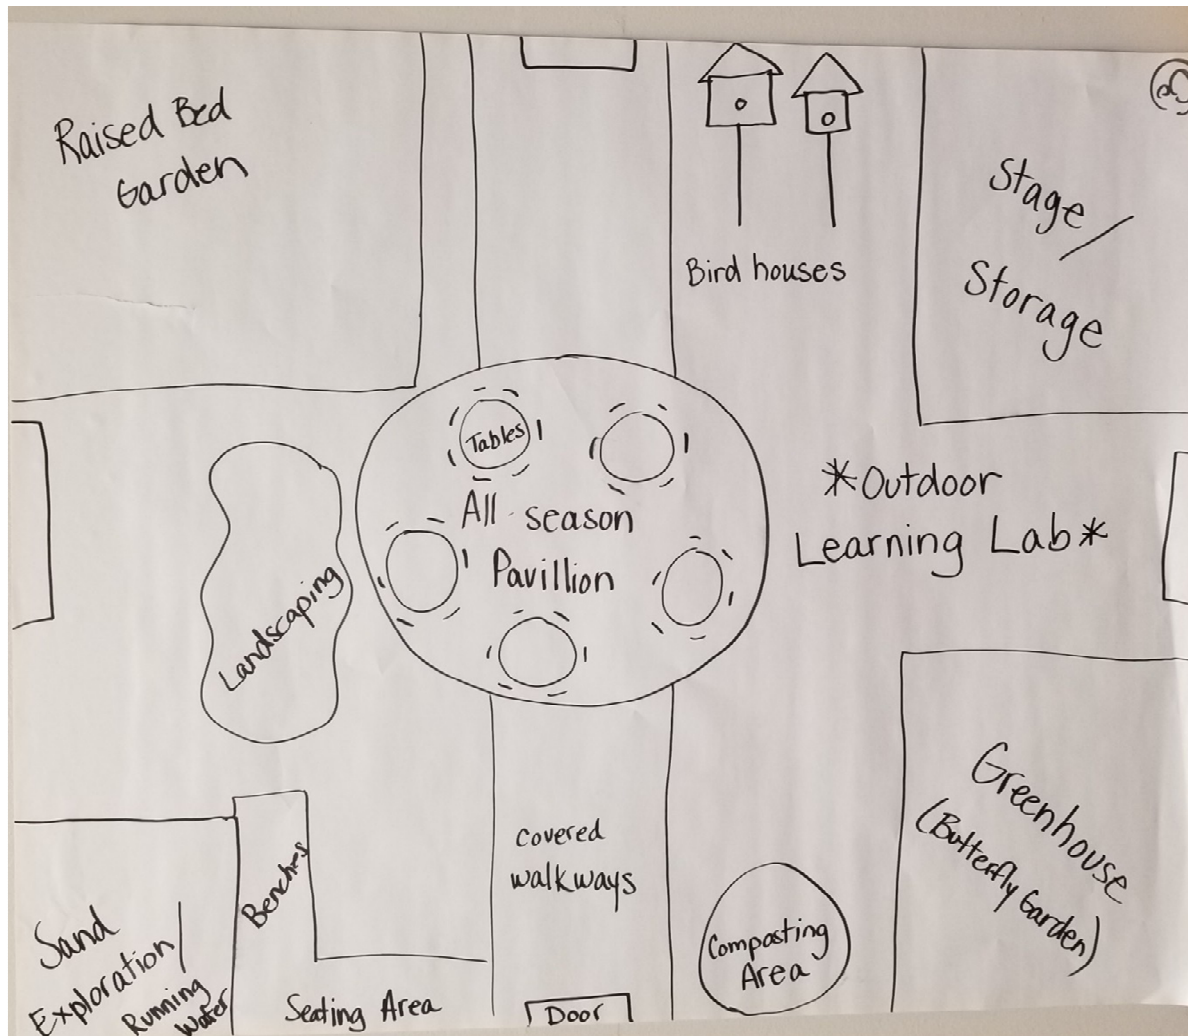 Raised Bed
Garden
Bird houses
Stage/
Storage
Tables
All season
Pavillion
*Outdoor
Learning Lab*
Landscaping
Greenhouse
(Butterfly Garden)
covered
walkways
Benches
Sand
Exploration/
Running
Water
Seating Area
Door
Composting
Area